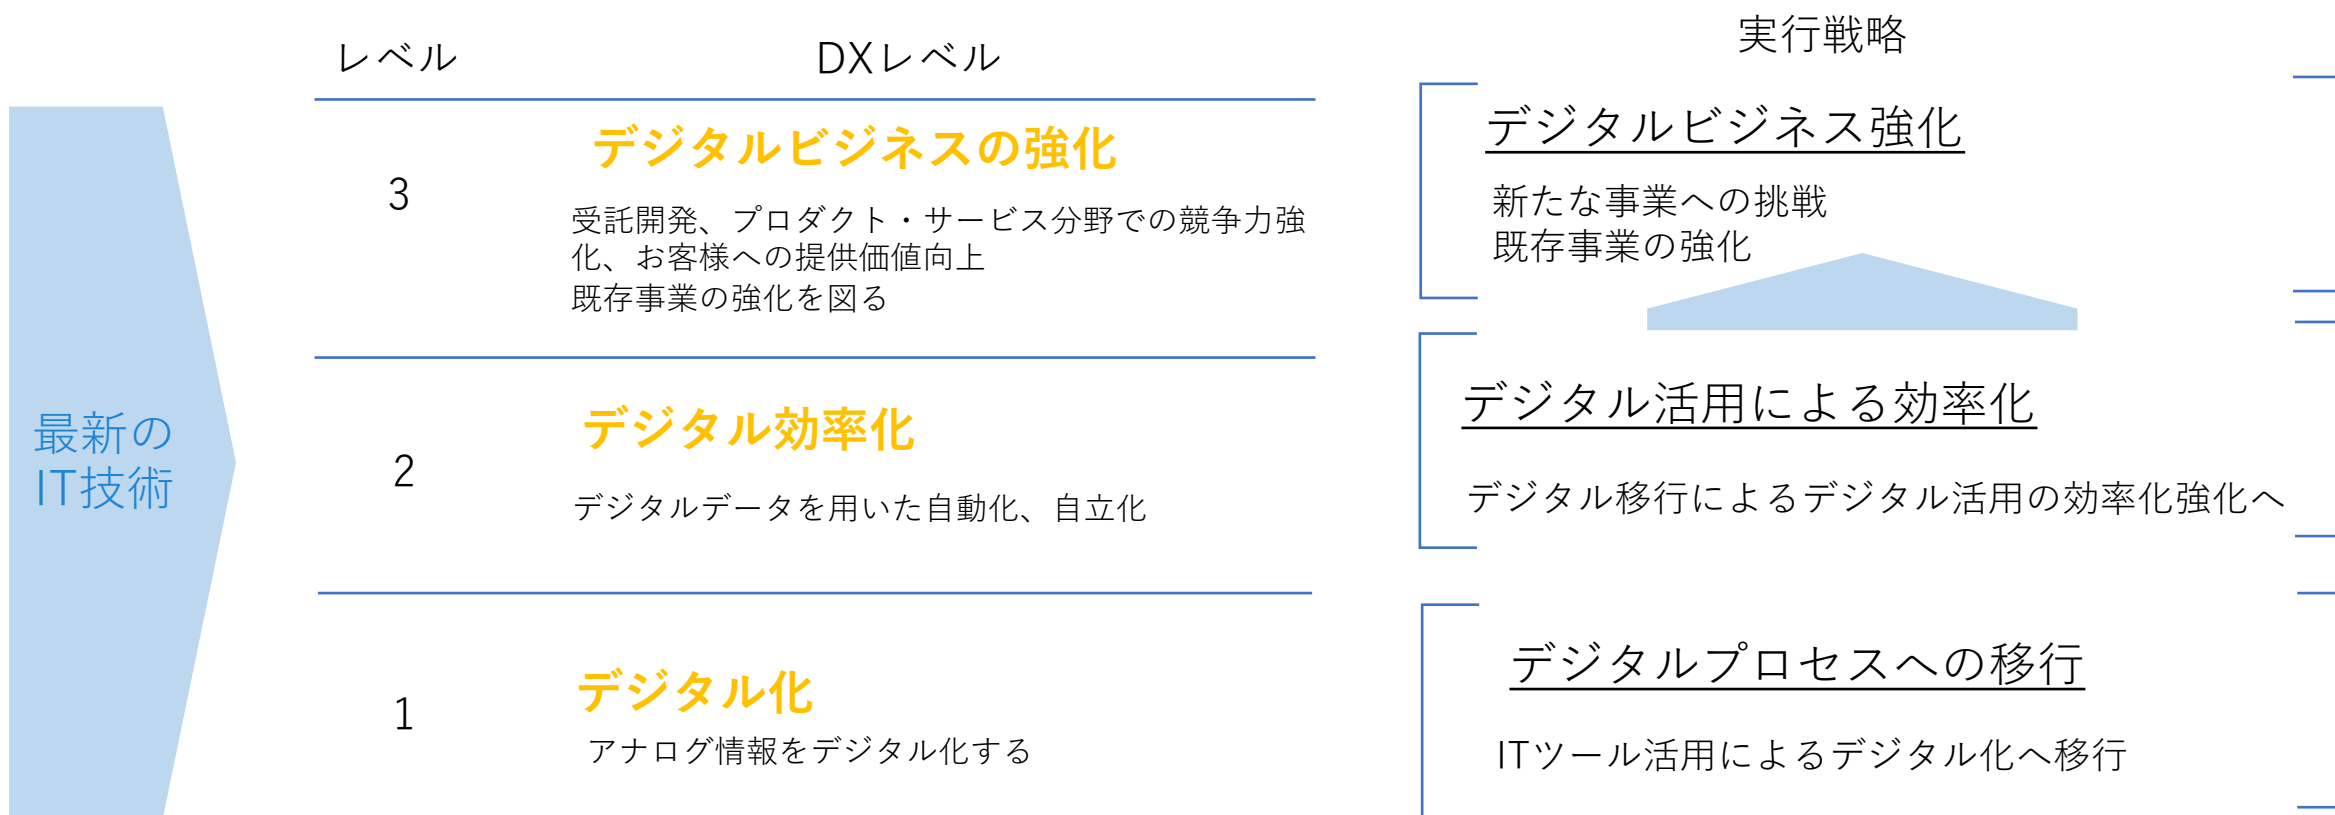 レベル
DXレベル
実行戦略
最新の
IT技術
3
デジタルビジネスの強化
受託開発、プロダクト・サービス分野での競争力強
化、お客様への提供価値向上
既存事業の強化を図る
デジタルビジネス強化
新たな事業への挑戦
既存事業の強化
2
デジタル効率化
デジタルデータを用いた自動化、自立化
デジタル活用による効率化
デジタル移行によるデジタル活用の効率化強化へ
1
デジタル化
アナログ情報をデジタル化する
デジタルプロセスへの移行
ITツール活用によるデジタル化へ移行